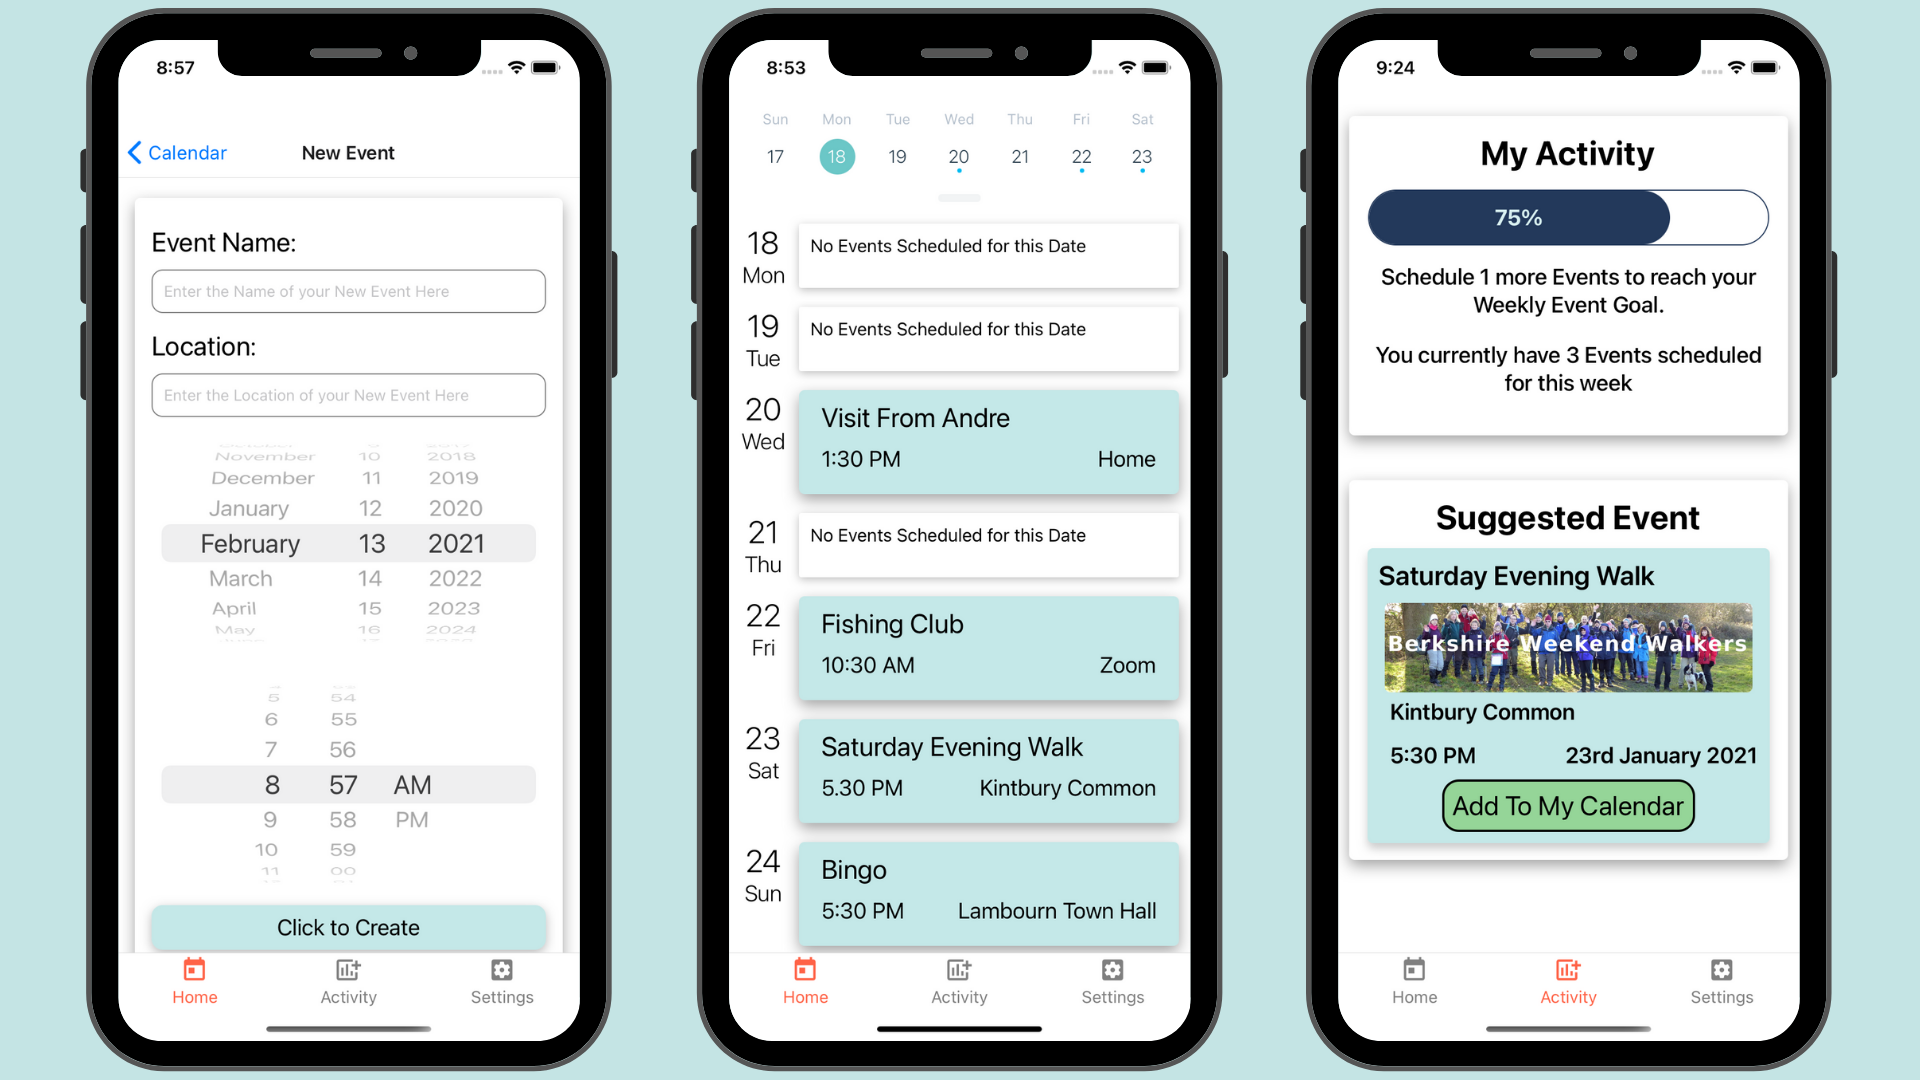 8:57
Calendar
New Event
Event Name:
Enter the Name of your New Event Here
Location:
Enter the Location of your New Event Here
November 10 2018
December 11 2019
January 12 2020
February 13 2021
March 14 2022
April 15 2023
May 16 2024
5 54
6 55
7 56
8 57 AM
9 58 PM
10 59
11 00
Click to Create
Home Activity Settings
8:53
Sun Mon Tue Wed Thu Fri Sat
17 18 19 20 21 22 23
18 Mon
No Events Scheduled for this Date
19 Tue
No Events Scheduled for this Date
20 Wed
Visit From Andre
1:30 PM Home
21 Thu
No Events Scheduled for this Date
22 Fri
Fishing Club
10:30 AM Zoom
23 Sat
Saturday Evening Walk
5.30 PM Kintbury Common
24 Sun
Bingo
5:30 PM Lambourn Town Hall
Home Activity Settings
9:24
My Activity
75%
Schedule 1 more Events to reach your
Weekly Event Goal.
You currently have 3 Events scheduled
for this week
Suggested Event
Saturday Evening Walk
Berkshire Weekend Walkers
Kintbury Common
5:30 PM 23rd January 2021
Add To My Calendar
Home Activity Settings